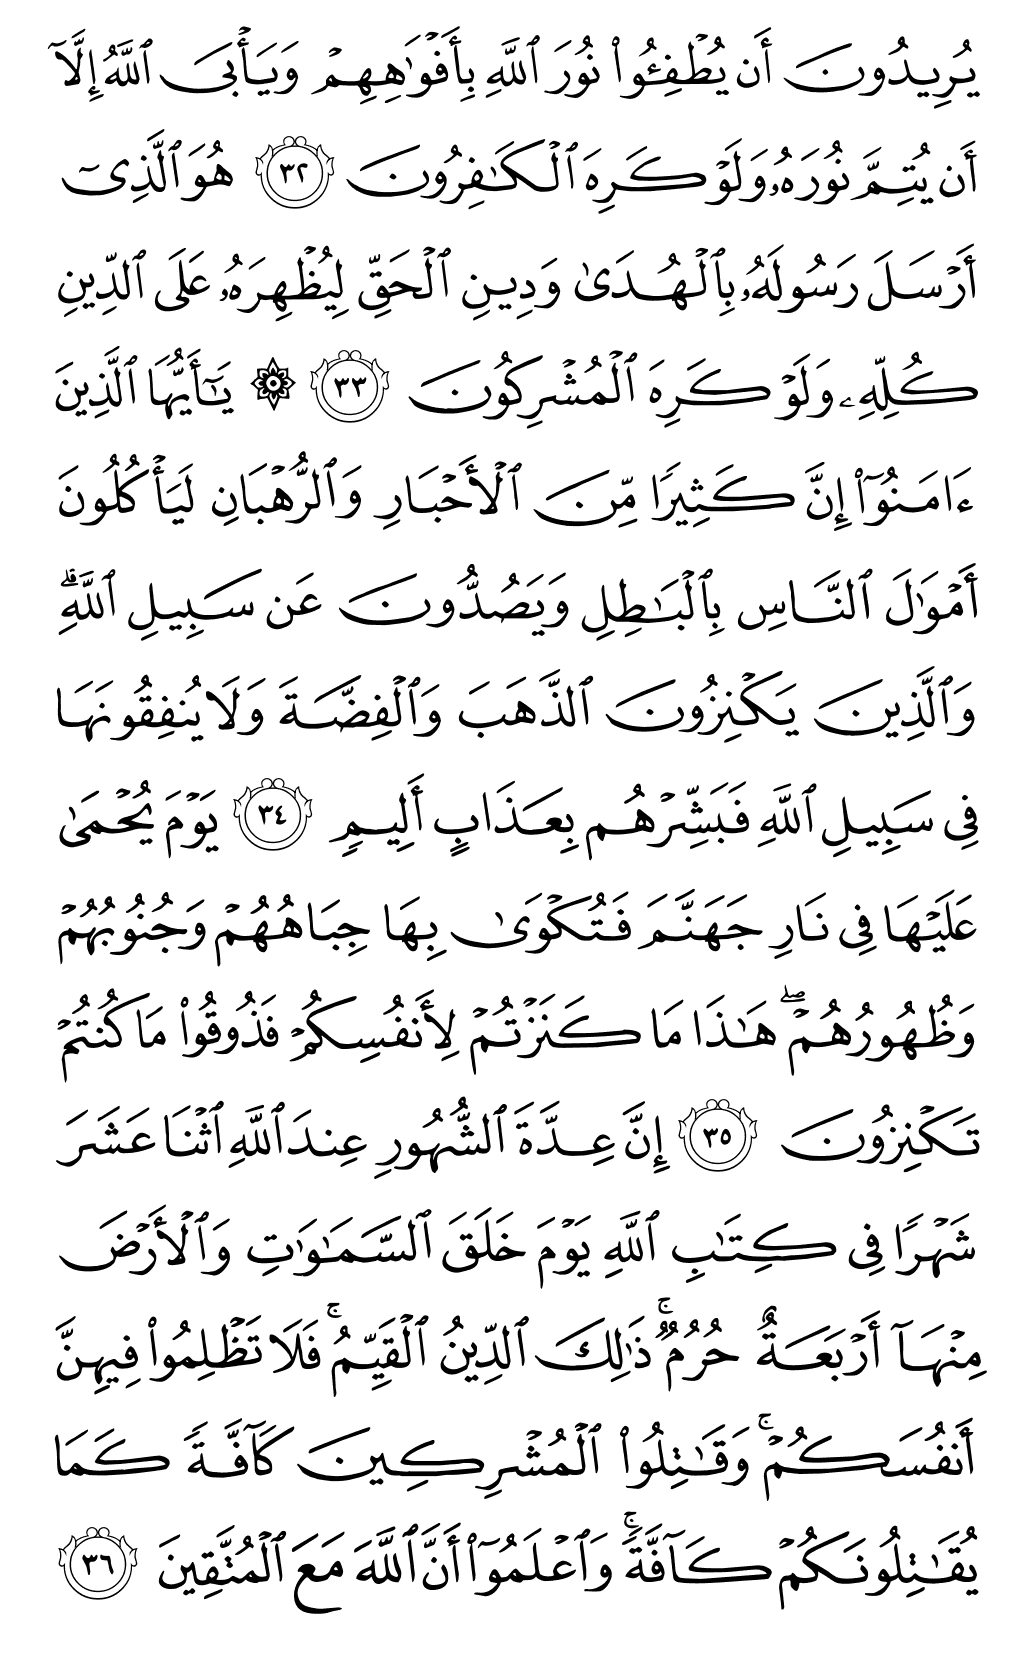 يُرِيدُونَ أَن يُطْفِـُٔوا۟ نُورَ ٱللَّهِ بِأَفْوَٰهِهِمْ وَيَأْبَى ٱللَّهُ إِلَّآ
أَن يُتِمَّ نُورَهُۥ وَلَوْ كَرِهَ ٱلْكَـٰفِرُونَ ٣٢ هُوَ ٱلَّذِىٓ
أَرْسَلَ رَسُولَهُۥ بِٱلْهُدَىٰ وَدِينِ ٱلْحَقِّ لِيُظْهِرَهُۥ عَلَى ٱلدِّينِ
كُلِّهِۦ وَلَوْ كَرِهَ ٱلْمُشْرِكُونَ ٣٣ ۞ يَـٰٓأَيُّهَا ٱلَّذِينَ
ءَامَنُوٓا۟ إِنَّ كَثِيرًا مِّنَ ٱلْأَحْبَارِ وَٱلرُّهْبَانِ لَيَأْكُلُونَ
أَمْوَٰلَ ٱلنَّاسِ بِٱلْبَـٰطِلِ وَيَصُدُّونَ عَن سَبِيلِ ٱللَّهِ ۗ
وَٱلَّذِينَ يَكْنِزُونَ ٱلذَّهَبَ وَٱلْفِضَّةَ وَلَا يُنفِقُونَهَا
فِى سَبِيلِ ٱللَّهِ فَبَشِّرْهُم بِعَذَابٍ أَلِيمٍ ٣٤ يَوْمَ يُحْمَىٰ
عَلَيْهَا فِى نَارِ جَهَنَّمَ فَتُكْوَىٰ بِهَا جِبَاهُهُمْ وَجُنُوبُهُمْ
وَظُهُورُهُمْ ۖ هَـٰذَا مَا كَنَزْتُمْ لِأَنفُسِكُمْ فَذُوقُوا۟ مَا كُنتُمْ
تَكْنِزُونَ ٣٥ إِنَّ عِدَّةَ ٱلشُّهُورِ عِندَ ٱللَّهِ ٱثْنَا عَشَرَ
شَهْرًا فِى كِتَـٰبِ ٱللَّهِ يَوْمَ خَلَقَ ٱلسَّمَـٰوَٰتِ وَٱلْأَرْضَ
مِنْهَآ أَرْبَعَةٌ حُرُمٌ ۚ ذَٰلِكَ ٱلدِّينُ ٱلْقَيِّمُ ۚ فَلَا تَظْلِمُوا۟ فِيهِنَّ
أَنفُسَكُمْ ۚ وَقَـٰتِلُوا۟ ٱلْمُشْرِكِينَ كَآفَّةً كَمَا
يُقَـٰتِلُونَكُمْ كَآفَّةً ۚ وَٱعْلَمُوٓا۟ أَنَّ ٱللَّهَ مَعَ ٱلْمُتَّقِينَ ٣٦